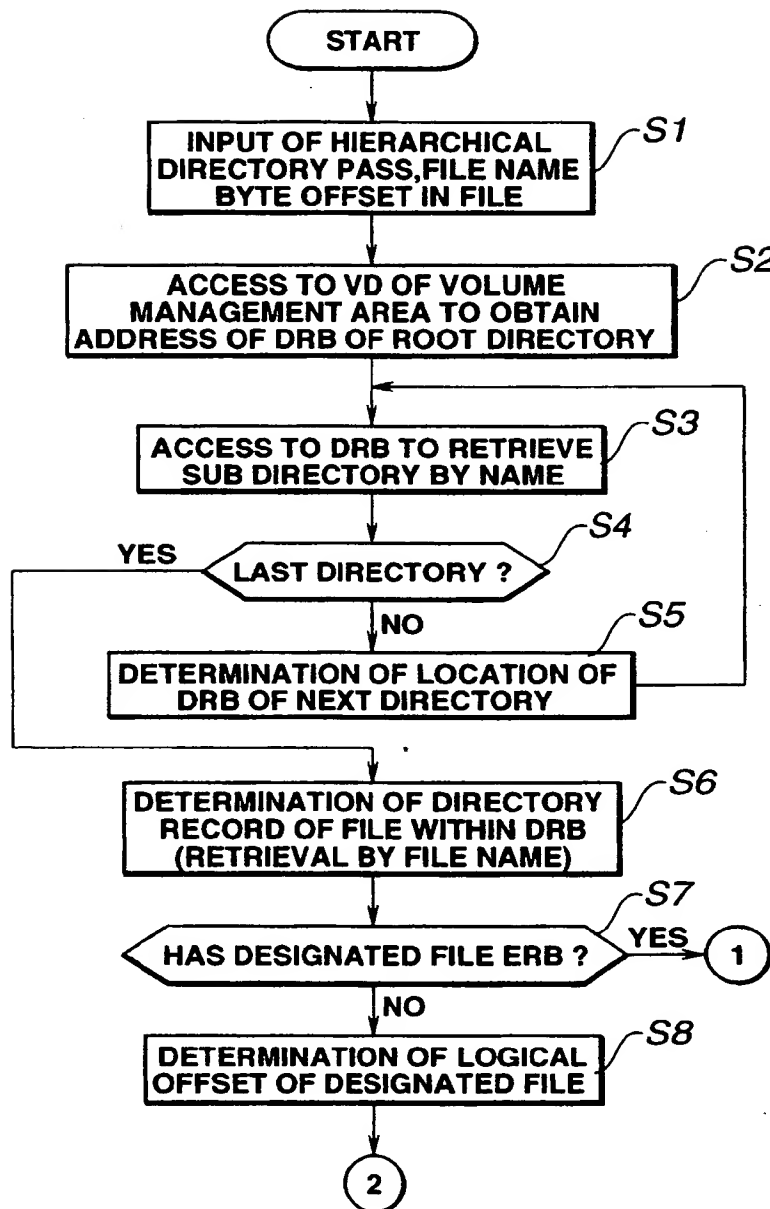 START
S1
INPUT OF HIERARCHICAL
DIRECTORY PASS,FILE NAME
BYTE OFFSET IN FILE
S2
ACCESS TO VD OF VOLUME
MANAGEMENT AREA TO OBTAIN
ADDRESS OF DRB OF ROOT DIRECTORY
S3
ACCESS TO DRB TO RETRIEVE
SUB DIRECTORY BY NAME
S4
YES
LAST DIRECTORY ?
NO
S5
DETERMINATION OF LOCATION OF
DRB OF NEXT DIRECTORY
S6
DETERMINATION OF DIRECTORY
RECORD OF FILE WITHIN DRB
(RETRIEVAL BY FILE NAME)
S7
HAS DESIGNATED FILE ERB ?
YES
1
NO
S8
DETERMINATION OF LOGICAL
OFFSET OF DESIGNATED FILE
2